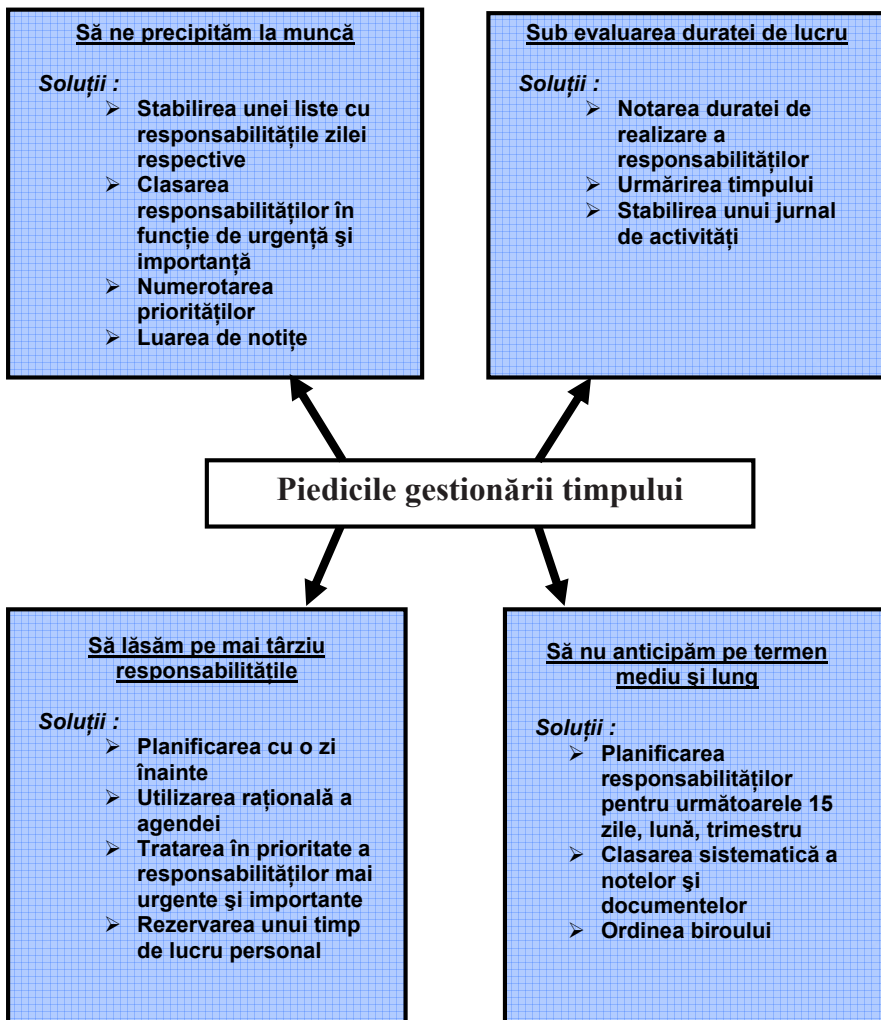 Să ne precipităm la muncă
Soluții :
➢ Stabilirea unei liste cu
responsabilitățile zilei
respective
➢ Clasarea
responsabilităților în
funcție de urgență şi
importanță
➢ Numerotarea
priorităților
➢ Luarea de notițe
Sub evaluarea duratei de lucru
Soluții :
➢ Notarea duratei de
realizare a
responsabilităților
➢ Urmărirea timpului
➢ Stabilirea unui jurnal
de activități
Piedicile gestionării timpului
Să lăsăm pe mai târziu
responsabilitățile
Soluții :
➢ Planificarea cu o zi
înainte
➢ Utilizarea rațională a
agendei
➢ Tratarea în prioritate a
responsabilităților mai
urgente şi importante
➢ Rezervarea unui timp
de lucru personal
Să nu anticipăm pe termen
mediu şi lung
Soluții :
➢ Planificarea
responsabilităților
pentru următoarele 15
zile, lună, trimestru
➢ Clasarea sistematică a
notelor şi
documentelor
➢ Ordinea biroului